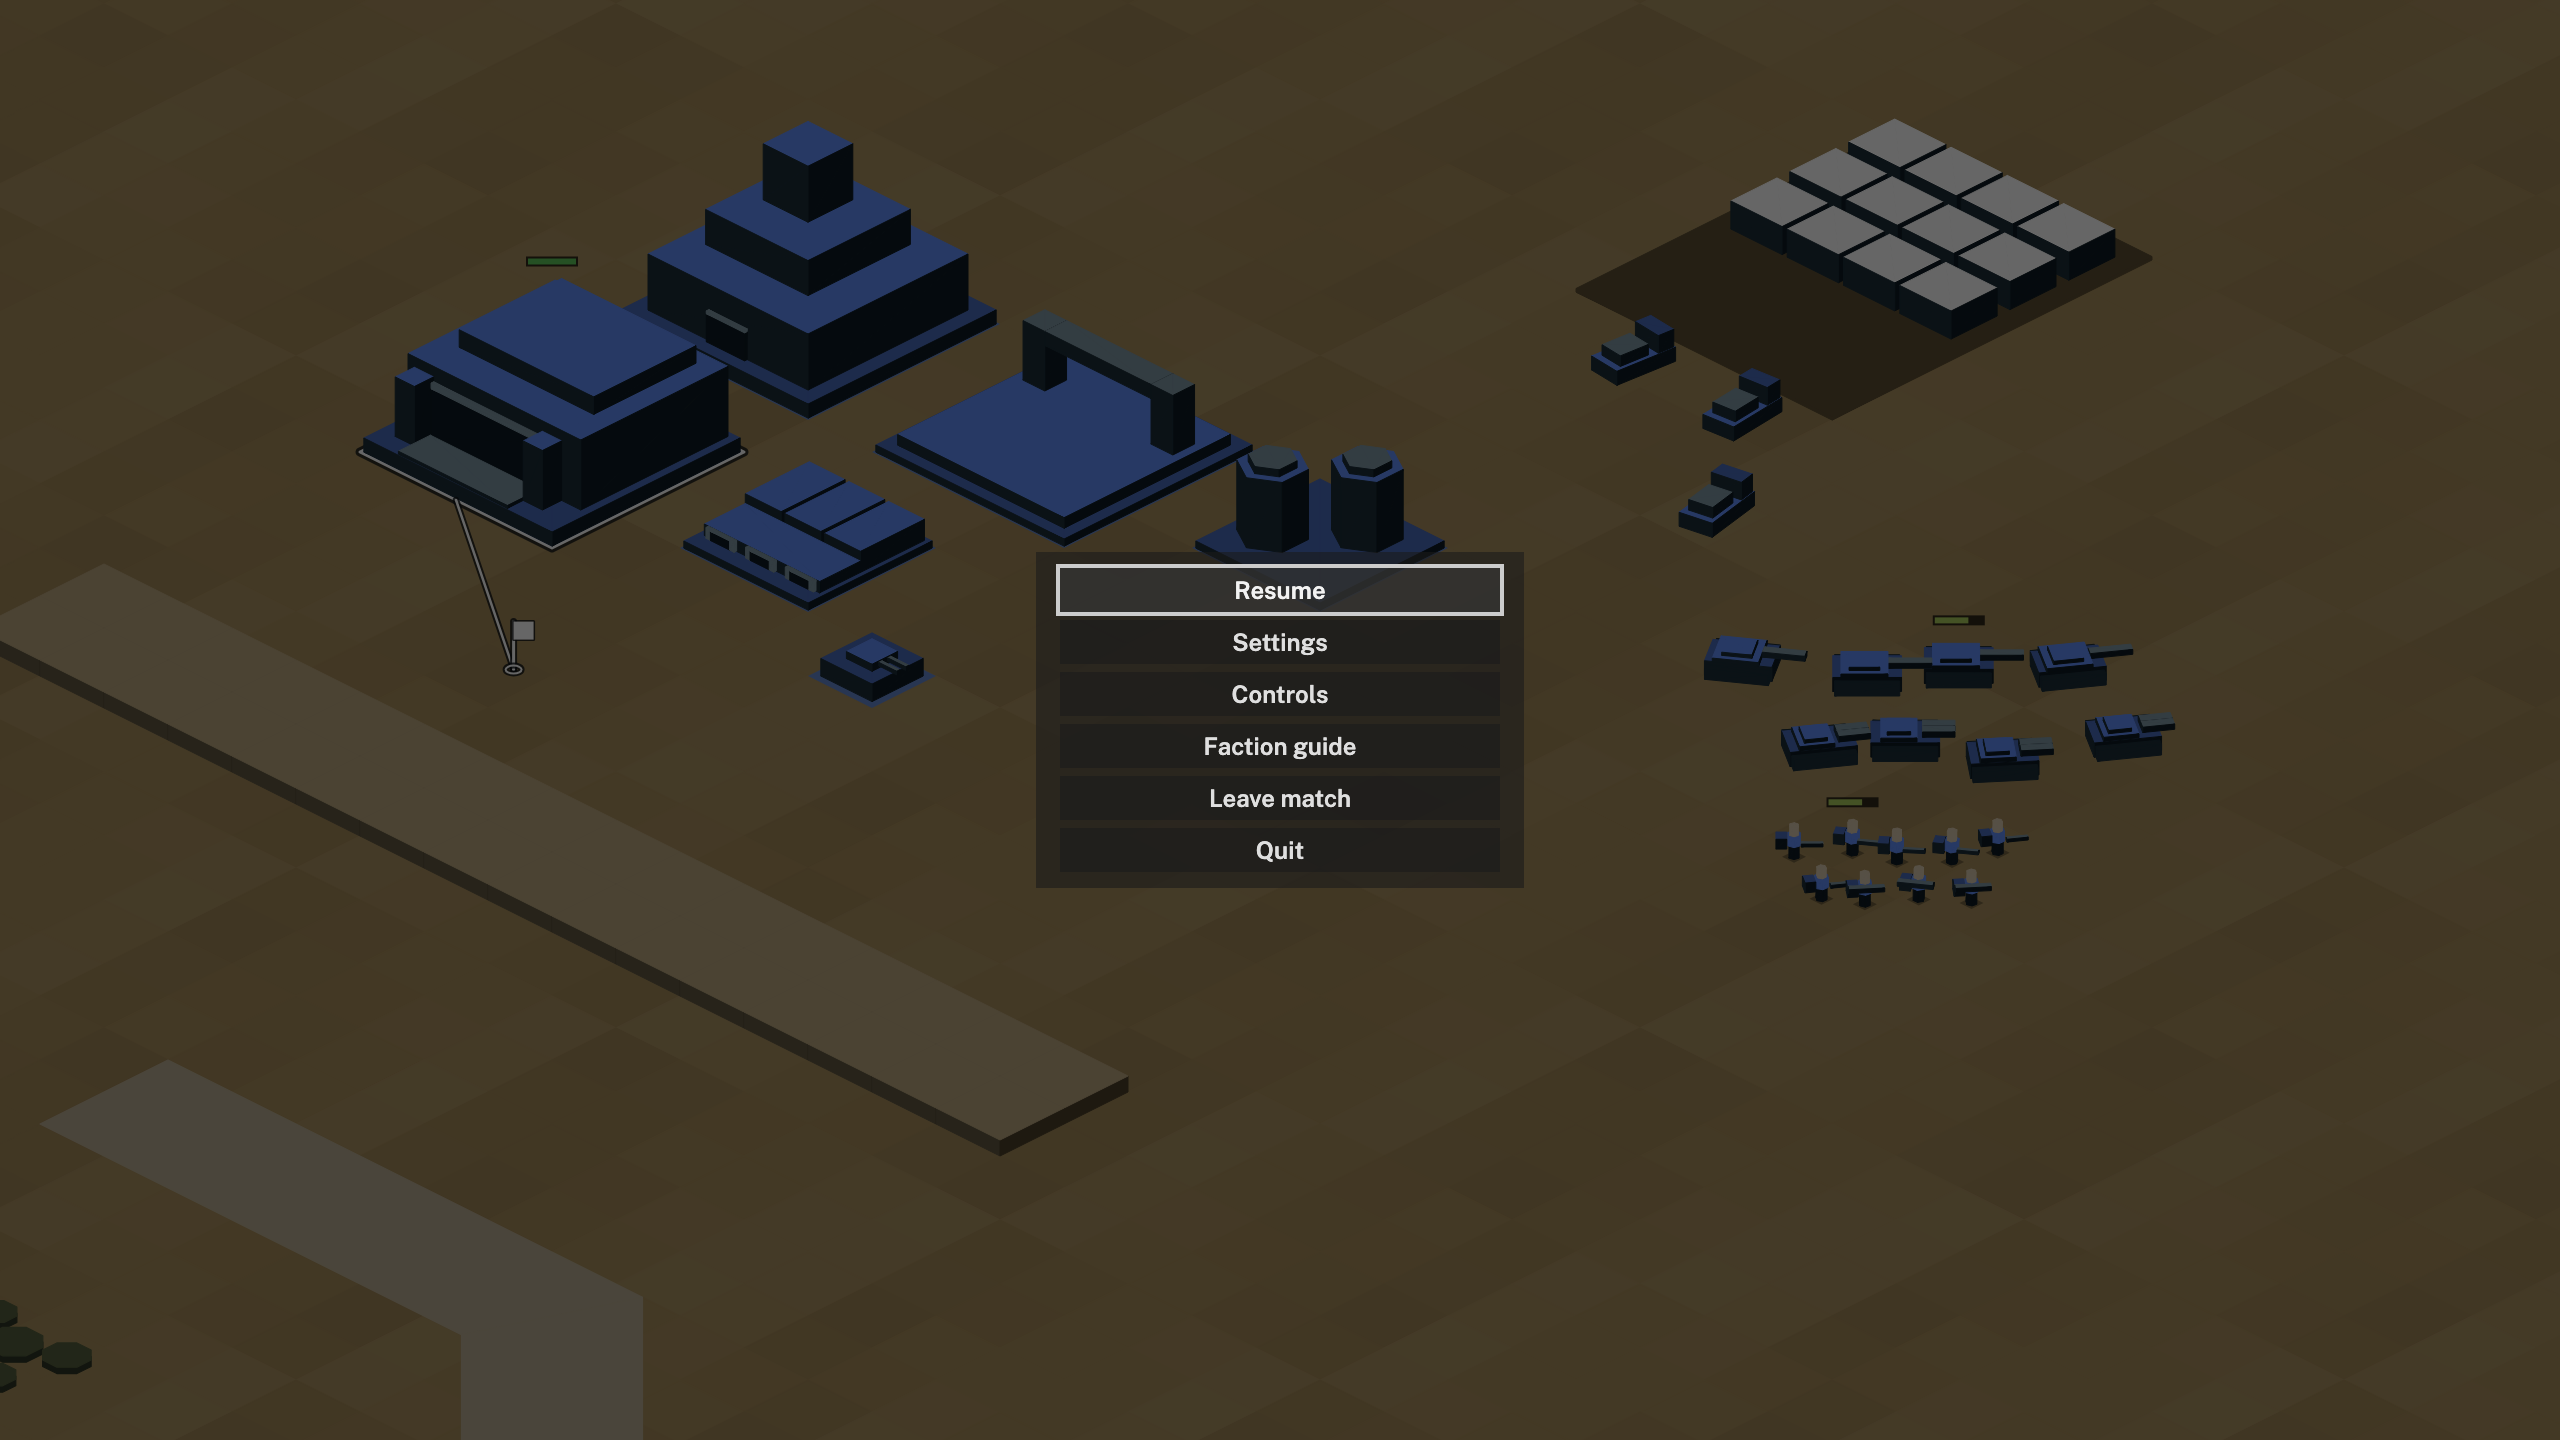 Resume
Settings
Controls
Faction guide
Leave match
Quit